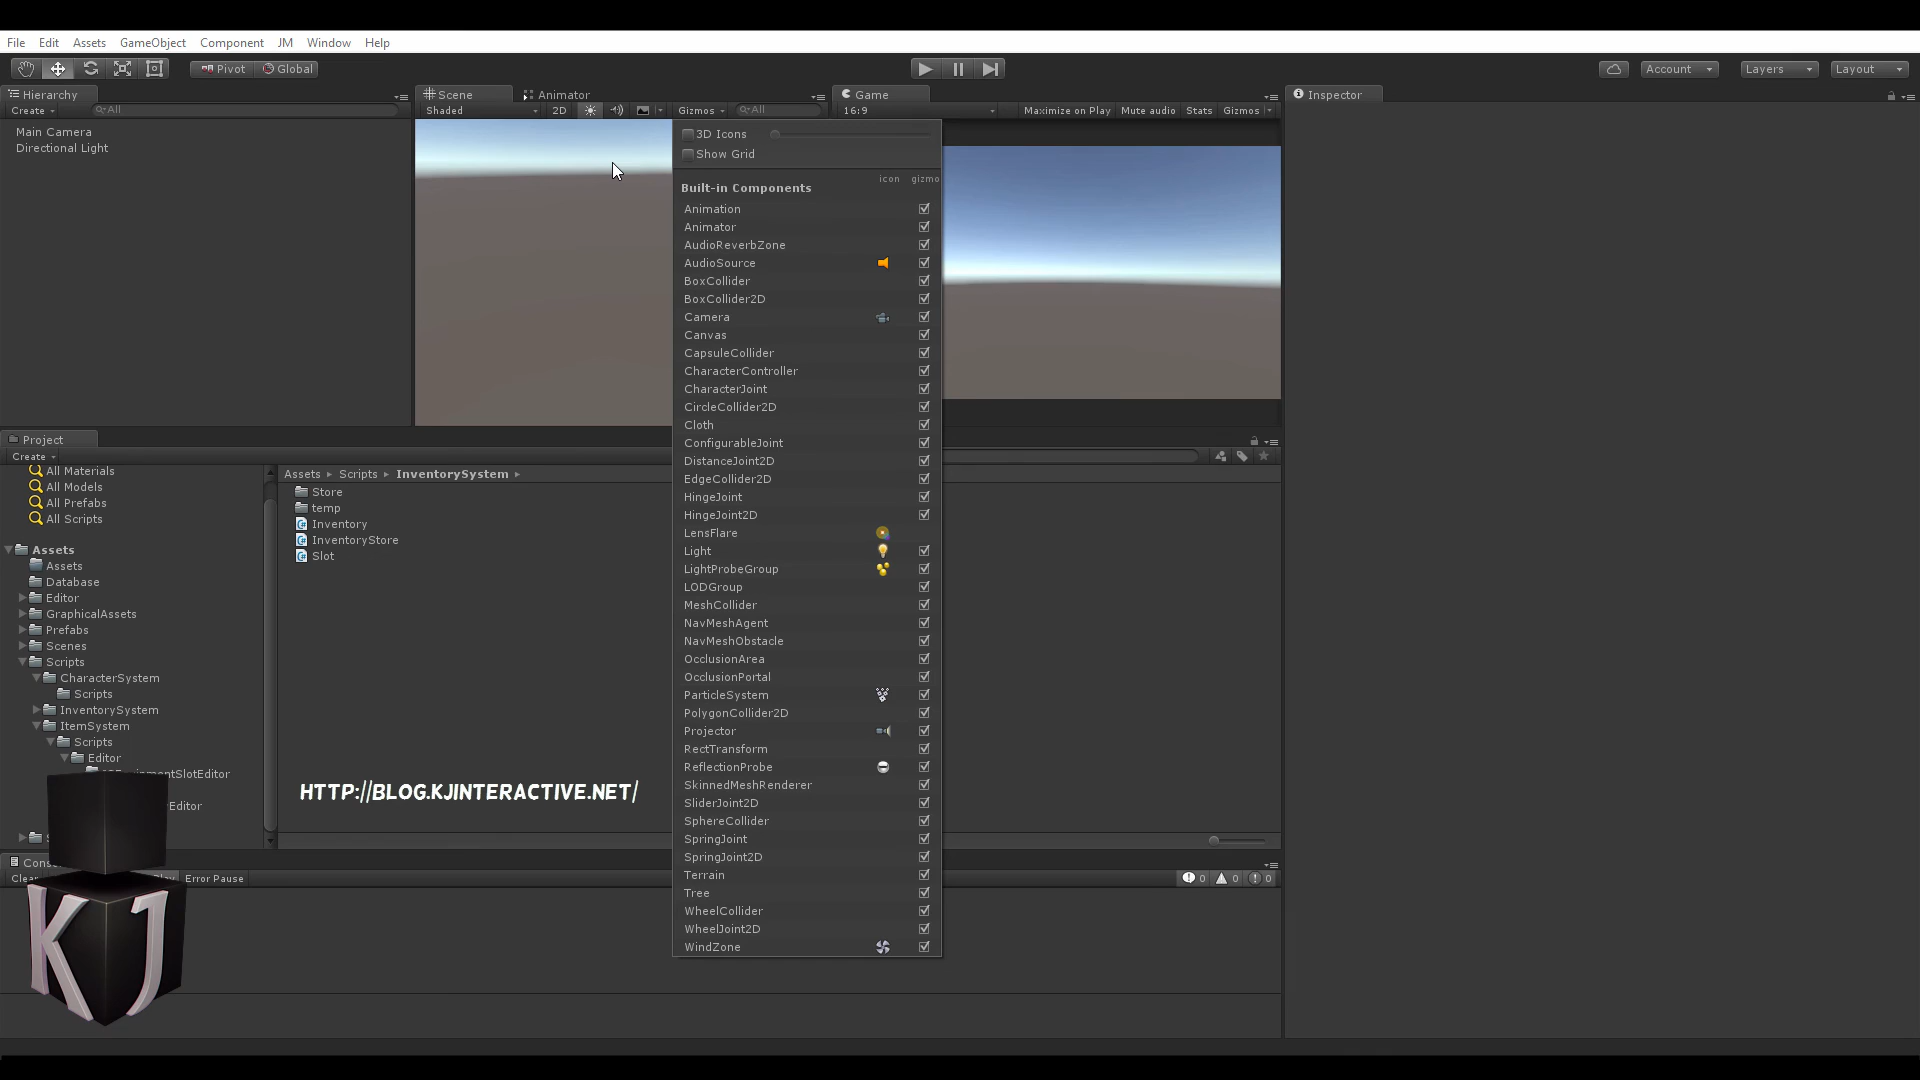 File Edit Assets GameObject Component JM Window Help
Pivot Global Account Layers Layout
Hierarchy Scene Animator Game Inspector
Create All Shaded 2D Gizmos All 16:9 Maximize on Play Mute audio Stats Gizmos
Main Camera
Directional Light
3D Icons
Show Grid
icon gizmo
Built-in Components
Animation
Animator
AudioReverbZone
AudioSource
BoxCollider
BoxCollider2D
Camera
Canvas
CapsuleCollider
CharacterController
CharacterJoint
CircleCollider2D
Cloth
ConfigurableJoint
DistanceJoint2D
EdgeCollider2D
HingeJoint
HingeJoint2D
LensFlare
Light
LightProbeGroup
LODGroup
MeshCollider
NavMeshAgent
NavMeshObstacle
OcclusionArea
OcclusionPortal
ParticleSystem
PolygonCollider2D
Projector
RectTransform
ReflectionProbe
SkinnedMeshRenderer
SliderJoint2D
SphereCollider
SpringJoint
SpringJoint2D
Terrain
Tree
WheelCollider
WheelJoint2D
WindZone
Project
Create
All Materials
All Models
All Prefabs
All Scripts
Assets
Assets
Database
Editor
GraphicalAssets
Prefabs
Scenes
Scripts
CharacterSystem
Scripts
InventorySystem
ItemSystem
Scripts
Editor
Assets Scripts InventorySystem
Store
temp
Inventory
InventoryStore
Slot
HTTP://BLOG.KJINTERACTIVE.NET/
Clear Error Pause 0 0 0
KJ